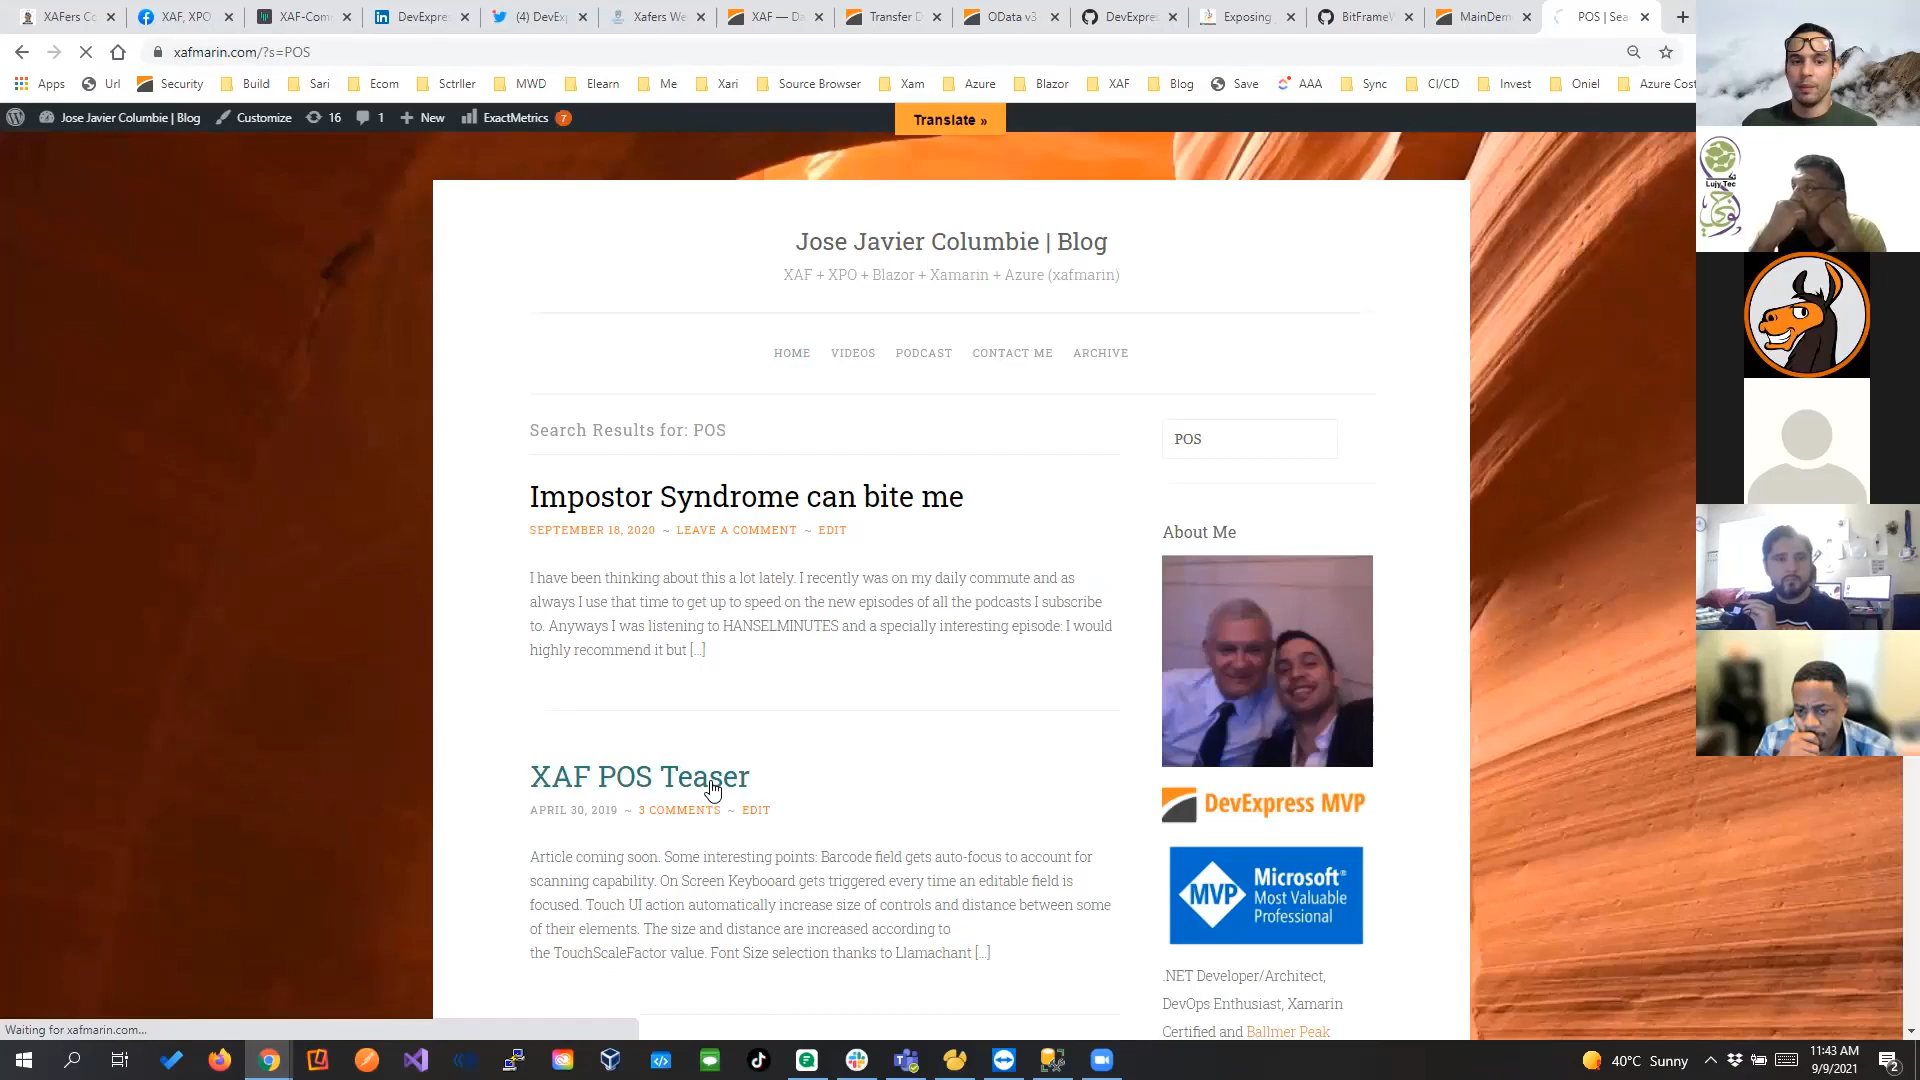 XAFers Co
XAF, XPO
XAF-Com
DevExpre
(4) DevExp
Xafers We
XAF — Da
Transfer D
OData v3
DevExpres
Exposing
BitFrameW
MainDem
POS | Sea
xafmarin.com/?s=POS
Apps
Url
Security
Build
Sari
Ecom
Sctrller
MWD
Elearn
Me
Xari
Source Browser
Xam
Azure
Blazor
XAF
Blog
Save
AAA
Sync
CI/CD
Invest
Oniel
Azure Cost
Jose Javier Columbie | Blog
Customize
16
1
New
ExactMetrics
7
Translate »
Jose Javier Columbie | Blog
XAF + XPO + Blazor + Xamarin + Azure (xafmarin)
HOME
VIDEOS
PODCAST
CONTACT ME
ARCHIVE
Search Results for: POS
POS
Impostor Syndrome can bite me
SEPTEMBER 18, 2020 ~ LEAVE A COMMENT ~ EDIT
I have been thinking about this a lot lately. I recently was on my daily commute and as
always I use that time to get up to speed on the new episodes of all the podcasts I subscribe
to. Anyways I was listening to HANSELMINUTES and a specially interesting episode: I would
highly recommend it but [...]
XAF POS Teaser
APRIL 30, 2019 ~ 3 COMMENTS ~ EDIT
Article coming soon. Some interesting points: Barcode field gets auto-focus to account for
scanning capability. On Screen Keybooard gets triggered every time an editable field is
focused. Touch UI action automatically increase size of controls and distance between some
of their elements. The size and distance are increased according to
the TouchScaleFactor value. Font Size selection thanks to Llamachant [...]
About Me
DevExpress MVP
MVP
Microsoft®
Most Valuable
Professional
.NET Developer/Architect,
DevOps Enthusiast, Xamarin
Certified and Ballmer Peak
Lujy Tec
Waiting for xafmarin.com...
40°C Sunny
11:43 AM
9/9/2021
2